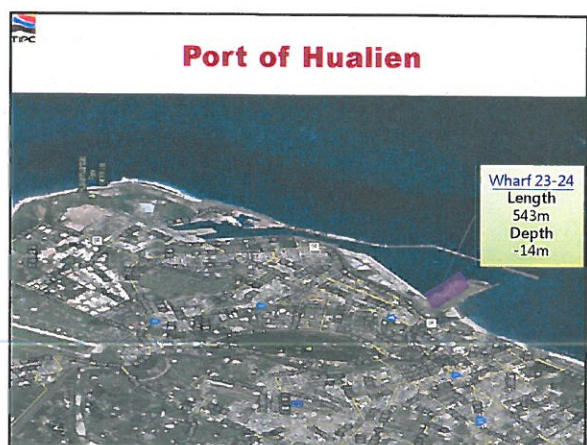 TIPC
Port of Hualien
Wharf 23-24
Length
543m
Depth
-14m